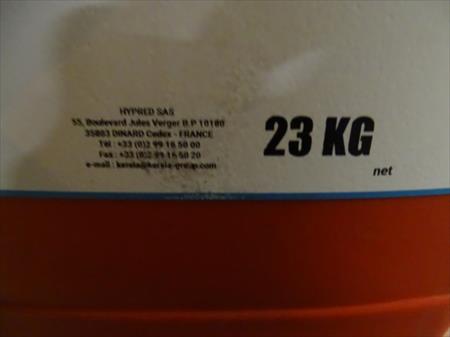 HYPRED SAS
55, Boulevard Jules Verger B.P 10180
35803 DINARD Cedex - FRANCE
Tél : +33 (0)2 99 16 50 00
Fax : +33 (0)2 99 16 50 20
e-mail : kersia@kersia-group.com
23 KG
net